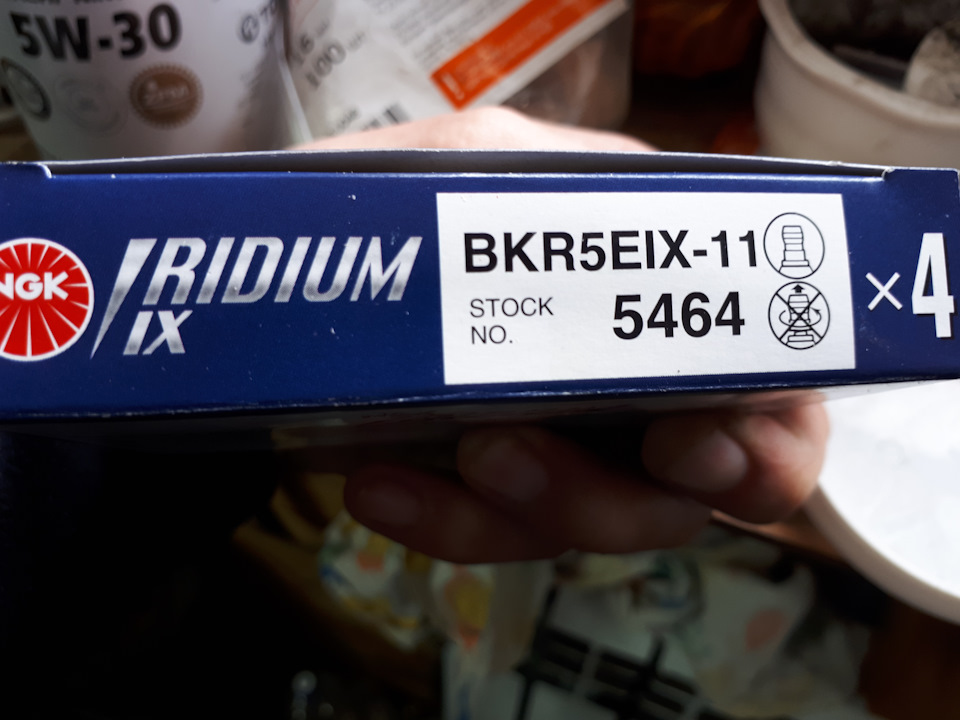 5W-30
NGK
IRIDIUM
IX
BKR5EIX-11
STOCK
NO.
5464
×4